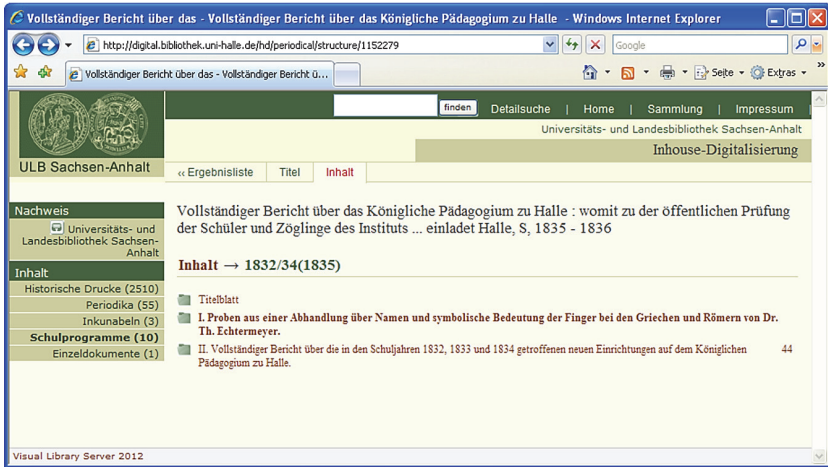 Vollständiger Bericht über das - Vollständiger Bericht über das Königliche Pädagogium zu Halle - Windows Internet Explorer
http://digital.bibliothek.uni-halle.de/hd/periodical/structure/1152279
Google
Vollständiger Bericht über das - Vollständiger Bericht ü...
Seite
Extras
»
finden
Detailsuche | Home | Sammlung | Impressum |
Universitäts- und Landesbibliothek Sachsen-Anhalt
Inhouse-Digitalisierung
ULB Sachsen-Anhalt
‹‹ Ergebnisliste
Titel
Inhalt
Nachweis
Universitäts- und
Landesbibliothek Sachsen-
Anhalt
Inhalt
Historische Drucke (2510)
Periodika (55)
Inkunabeln (3)
Schulprogramme (10)
Einzeldokumente (1)
Vollständiger Bericht über das Königliche Pädagogium zu Halle : womit zu der öffentlichen Prüfung
der Schüler und Zöglinge des Instituts ... einladet Halle, S, 1835 - 1836
Inhalt → 1832/34(1835)
Titelblatt
I. Proben aus einer Abhandlung über Namen und symbolische Bedeutung der Finger bei den Griechen und Römern von Dr.
Th. Echtermeyer.
II. Vollständiger Bericht über die in den Schuljahren 1832, 1833 und 1834 getroffenen neuen Einrichtungen auf dem Königlichen 44
Pädagogium zu Halle.
Visual Library Server 2012